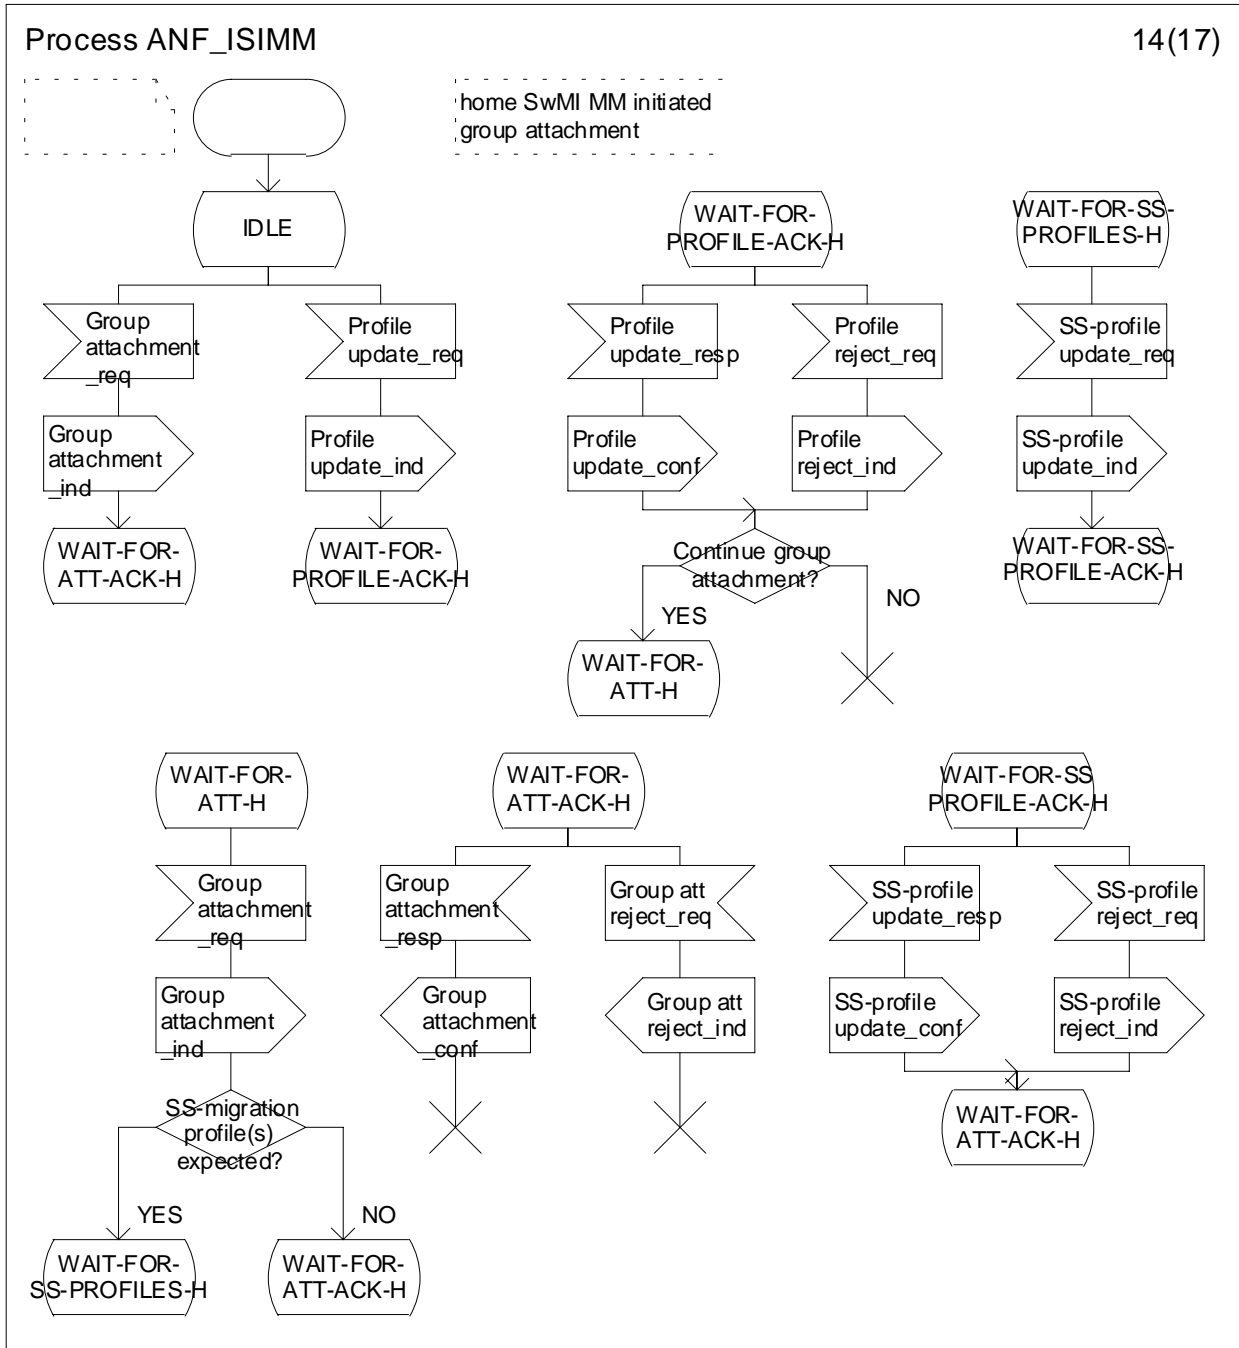 Process ANF_ISIMM
14(17)
home SwMI MM initiated
group attachment
IDLE
WAIT-FOR-
PROFILE-ACK-H
WAIT-FOR-SS-
PROFILES-H
Group
attachment
_req
Profile
update_req
Profile
update_resp
Profile
reject_req
SS-profile
update_req
Group
attachment
_ind
Profile
update_ind
Profile
update_conf
Profile
reject_ind
SS-profile
update_ind
WAIT-FOR-
ATT-ACK-H
WAIT-FOR-
PROFILE-ACK-H
Continue group
attachment?
WAIT-FOR-SS-
PROFILE-ACK-H
YES
NO
WAIT-FOR-
ATT-H
WAIT-FOR-
ATT-H
WAIT-FOR-
ATT-ACK-H
WAIT-FOR-SS
PROFILE-ACK-H
Group
attachment
_req
Group
attachment
_resp
Group att
reject_req
SS-profile
update_resp
SS-profile
reject_req
Group
attachment
_ind
Group
attachment
_conf
Group att
reject_ind
SS-profile
update_conf
SS-profile
reject_ind
SS-migration
profile(s)
expected?
WAIT-FOR-
ATT-ACK-H
YES
NO
WAIT-FOR-
SS-PROFILES-H
WAIT-FOR-
ATT-ACK-H